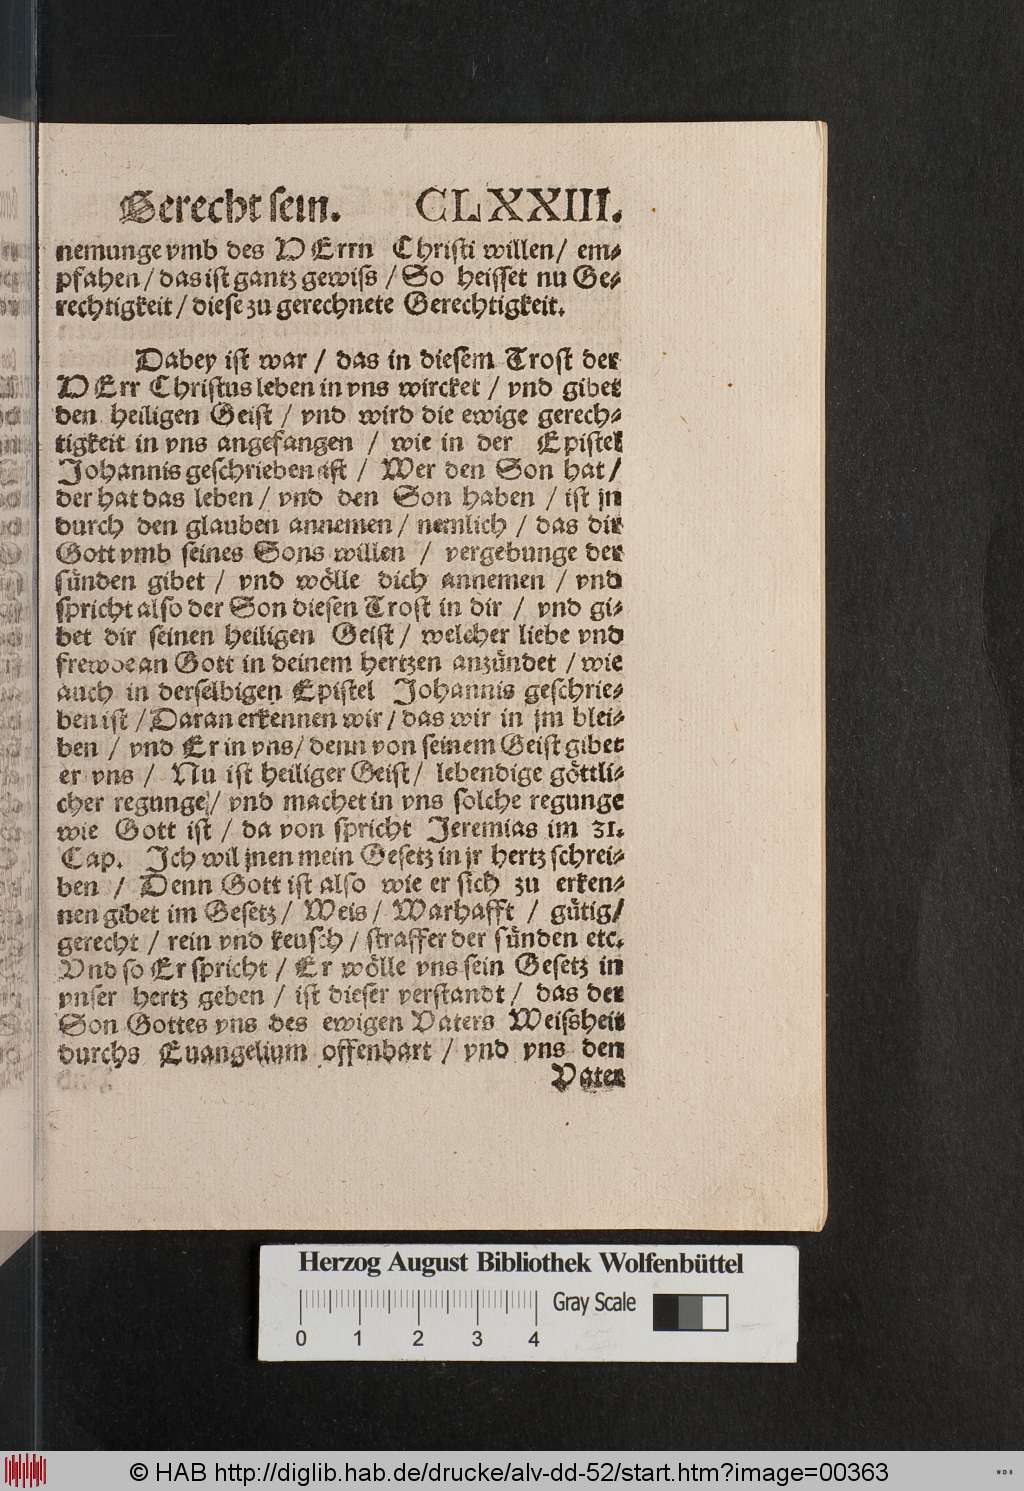 Gerecht sein. CLXXIII.
nemunge vmb des HErrn Christi willen / em⸗
pfahen / das ist gantz gewiss / So heisset nu Ge⸗
rechtigkeit / diese zu gerechnete Gerechtigkeit.
Dabey ist war / das in diesem Trost der
HErr Christus leben in vns wircket / vnd gibet
den heiligen Geist / vnd wird die ewige gerech⸗
tigkeit in vns angefangen / wie in der Epistel
Johannis geschrieben ist / Wer den Son hat /
der hat das leben / vnd den Son haben / ist jn
durch den glauben annemen / nemlich / das dir
Gott vmb seines Sons willen / vergebunge der
sünden gibet / vnd wölle dich annemen / vnd
spricht also der Son diesen Trost in dir / vnd gi⸗
bet dir seinen heiligen Geist / welcher liebe vnd
frewde an Gott in deinem hertzen anzündet / wie
auch in derselbigen Epistel Johannis geschrie⸗
ben ist / Daran erkennen wir / das wir in jm blei⸗
ben / vnd Er in vns / denn von seinem Geist gibet
er vns / Nu ist heiliger Geist / lebendige göttli⸗
cher regunge / vnd machet in vns solche regunge
wie Gott ist / da von spricht Jeremias im 31.
Cap. Ich wil jnen mein Gesetz in jr hertz schrei⸗
ben / Denn Gott ist also wie er sich zu erken⸗
nen gibet im Gesetz / Weis / Warhafft / gütig /
gerecht / rein vnd keusch / straffer der sünden etc.
Vnd so Er spricht / Er wölle vns sein Gesetz in
vnser hertz geben / ist dieser verstandt / das der
Son Gottes vns des ewigen Vaters Weissheit
durchs Euangelium offenbart / vnd vns den
Vater
Herzog August Bibliothek Wolfenbüttel
Gray Scale
0 1 2 3 4
© HAB http://diglib.hab.de/drucke/alv-dd-52/start.htm?image=00363
WDB